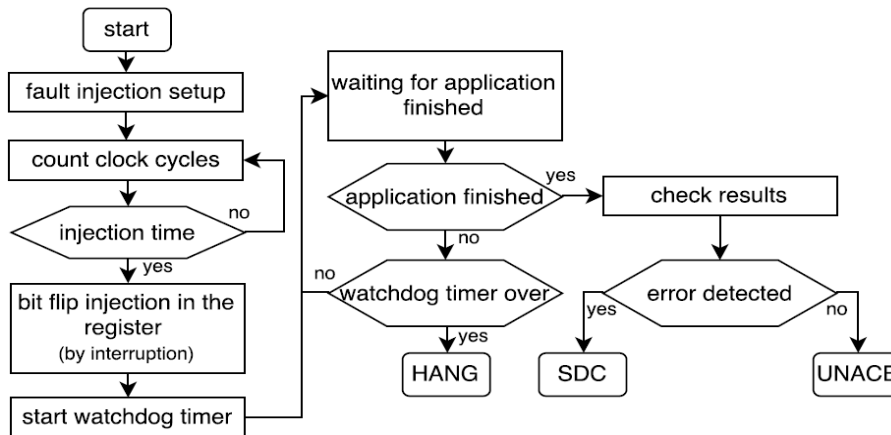 start
fault injection setup
count clock cycles
no
injection time
yes
bit flip injection in the
register
(by interruption)
start watchdog timer
waiting for application
finished
yes
application finished
no
no
watchdog timer over
yes
HANG
check results
error detected
yes
no
SDC
UNACE